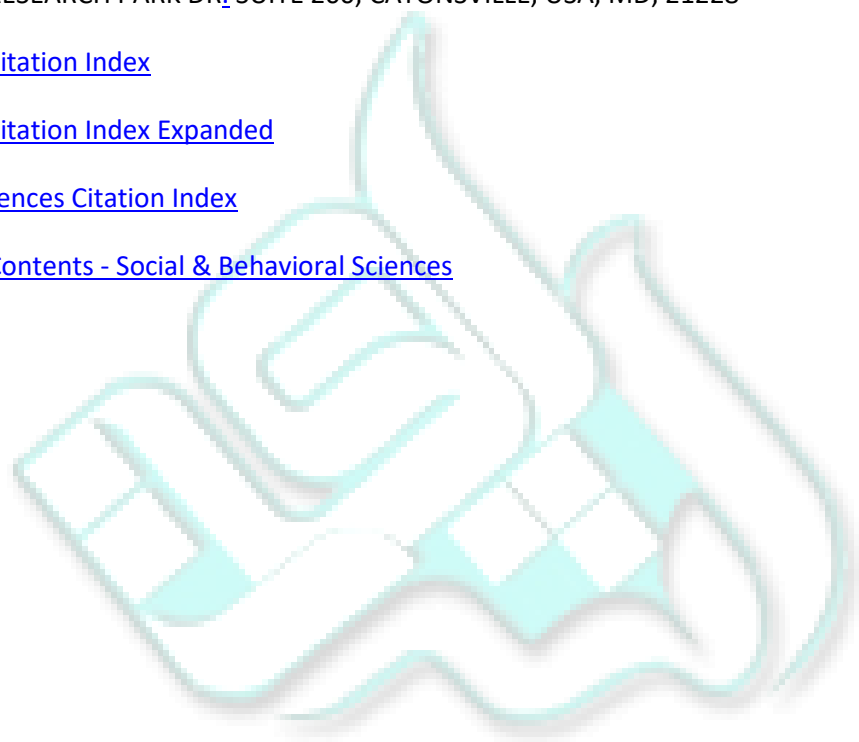 RESEARCH PARK DR. SUITE 200, CATONSVILLE, USA, MD, 21228
itation Index
itation Index Expanded
ences Citation Index
Contents - Social & Behavioral Sciences